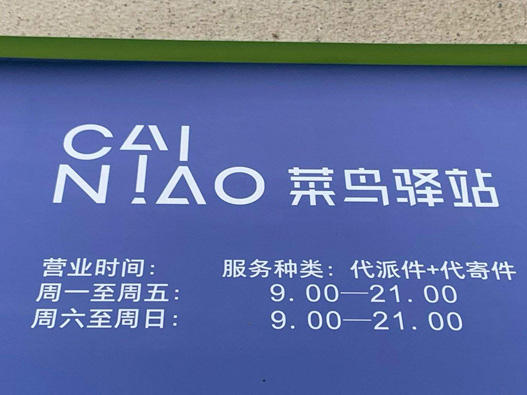 CAI
NIAO 菜鸟驿站
营业时间: 服务种类: 代派件+代寄件
周一至周五: 9.00—21.00
周六至周日: 9.00—21.00